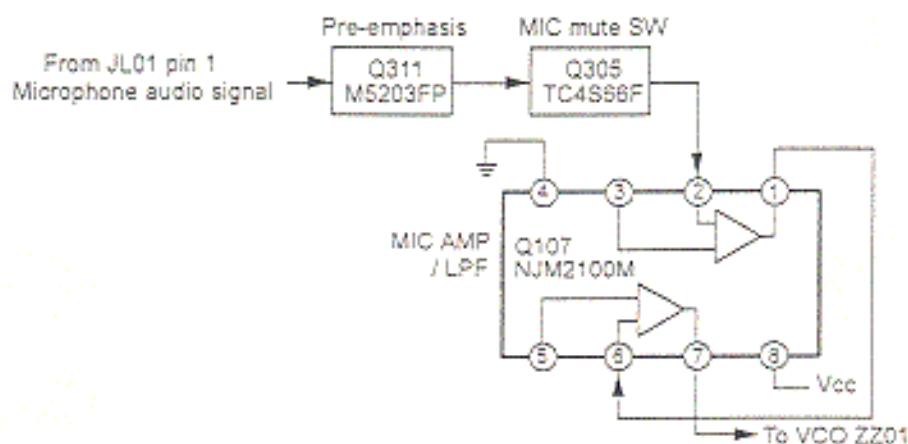 Pre-emphasis
MIC mute SW
From JL01 pin 1
Microphone audio signal
Q311
M5203FP
Q305
TC4S66F
4
3
2
1
MIC AMP
/ LPF
Q107
NJM2100M
5
6
7
8
Vcc
To VCO ZZ01